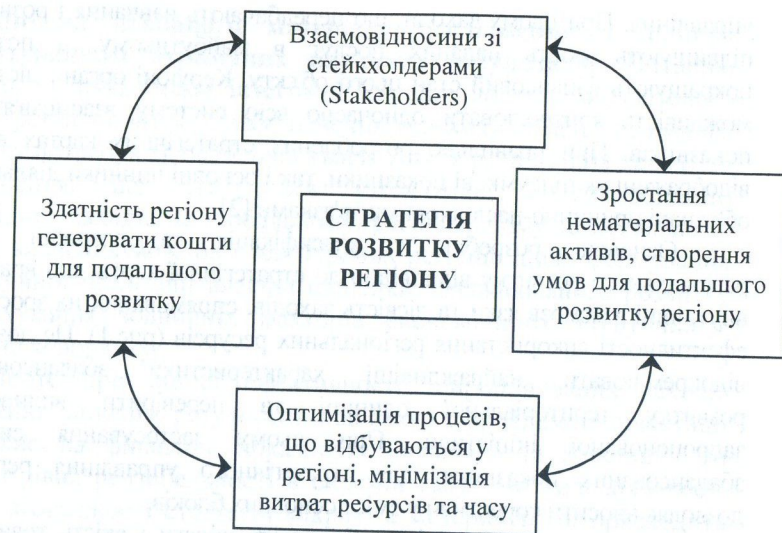 Взаємовідносини зі
стейкхолдерами
(Stakeholders)
Здатність регіону
генерувати кошти
для подальшого
розвитку
СТРАТЕГІЯ
РОЗВИТКУ
РЕГІОНУ
Зростання
нематеріальних
активів, створення
умов для подальшого
розвитку регіону
Оптимізація процесів,
що відбуваються у
регіоні, мінімізація
витрат ресурсів та часу